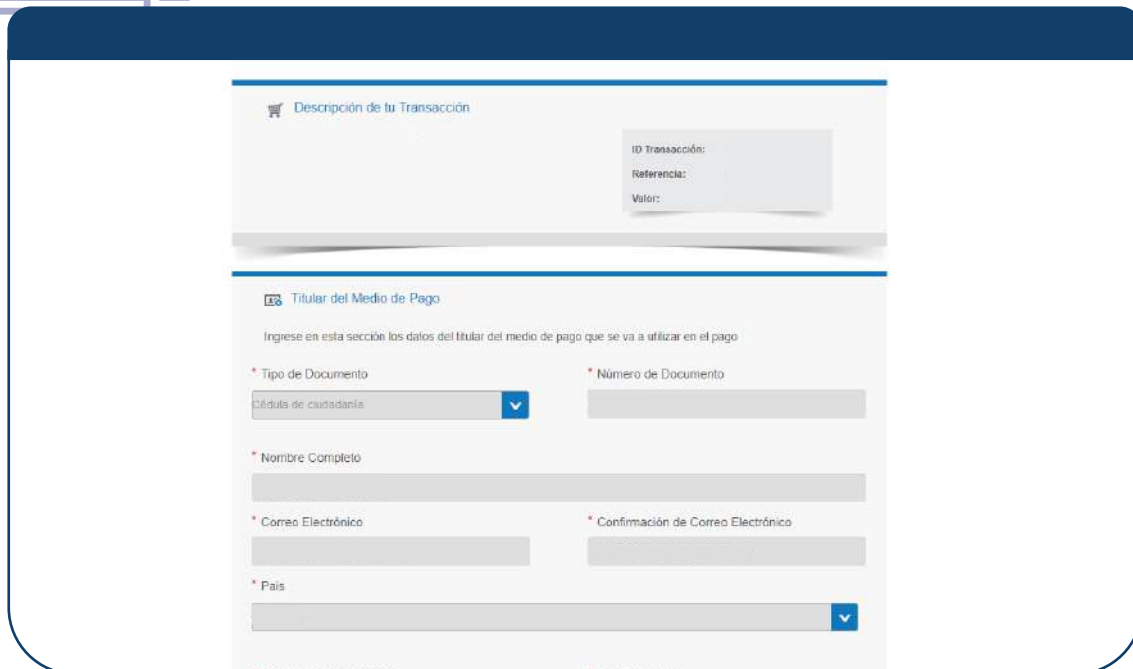 Descripción de tu Transacción
ID Transacción:
Referencia:
Valor:
Titular del Medio de Pago
Ingrese en esta sección los datos del titular del medio de pago que se va a utilizar en el pago
* Tipo de Documento
* Número de Documento
Cédula de ciudadanía
* Nombre Completo
* Correo Electrónico
* Confirmación de Correo Electrónico
* Pais